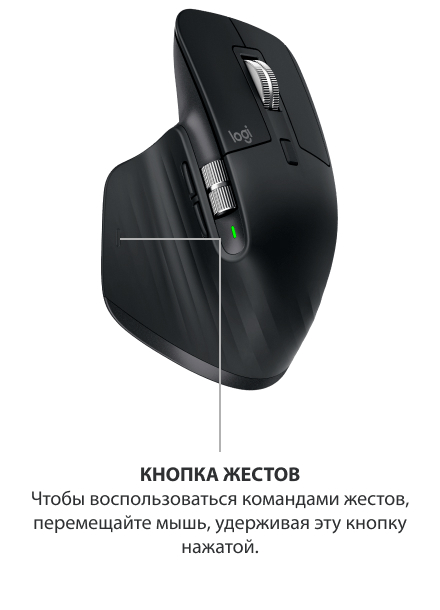 logi
КНОПКА ЖЕСТОВ
Чтобы воспользоваться командами жестов,
перемещайте мышь, удерживая эту кнопку
нажатой.